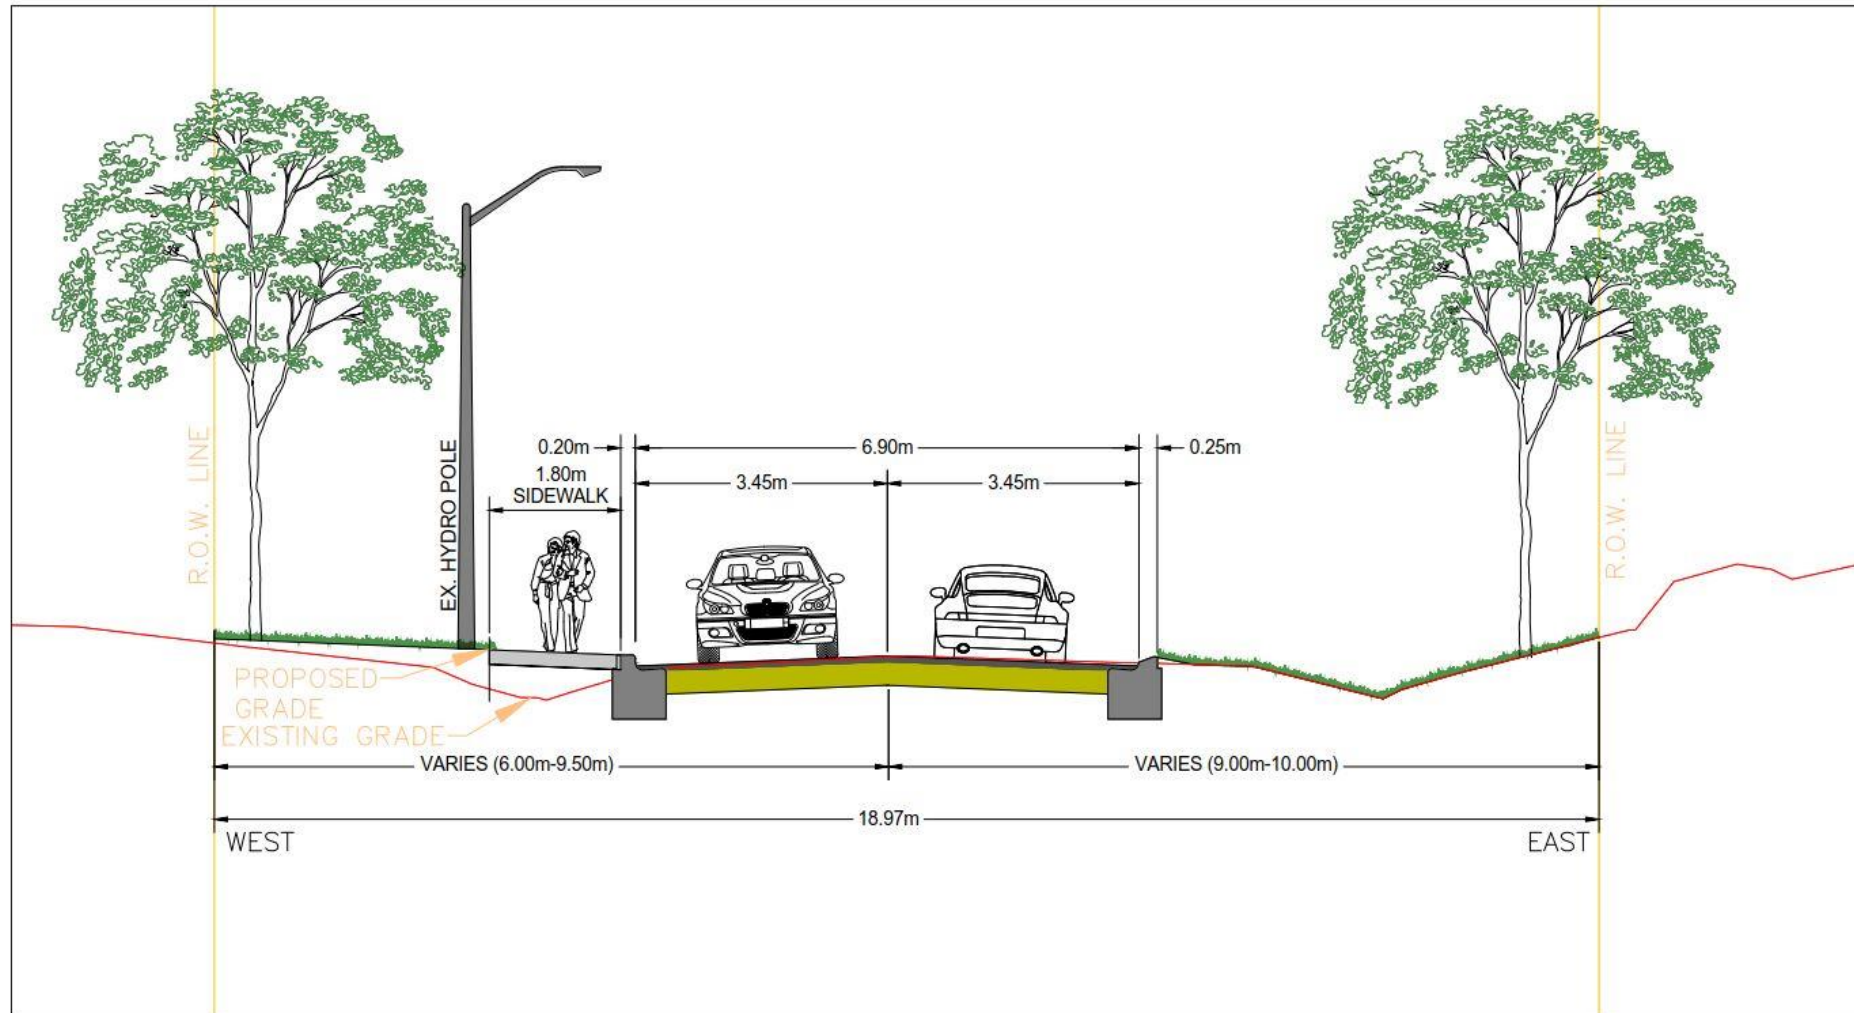 R.O.W. LINE
EX. HYDRO POLE
0.20m
6.90m
0.25m
1.80m
SIDEWALK
3.45m
3.45m
R.O.W. LINE
PROPOSED
GRADE
EXISTING GRADE
VARIES (6.00m-9.50m)
VARIES (9.00m-10.00m)
18.97m
WEST
EAST